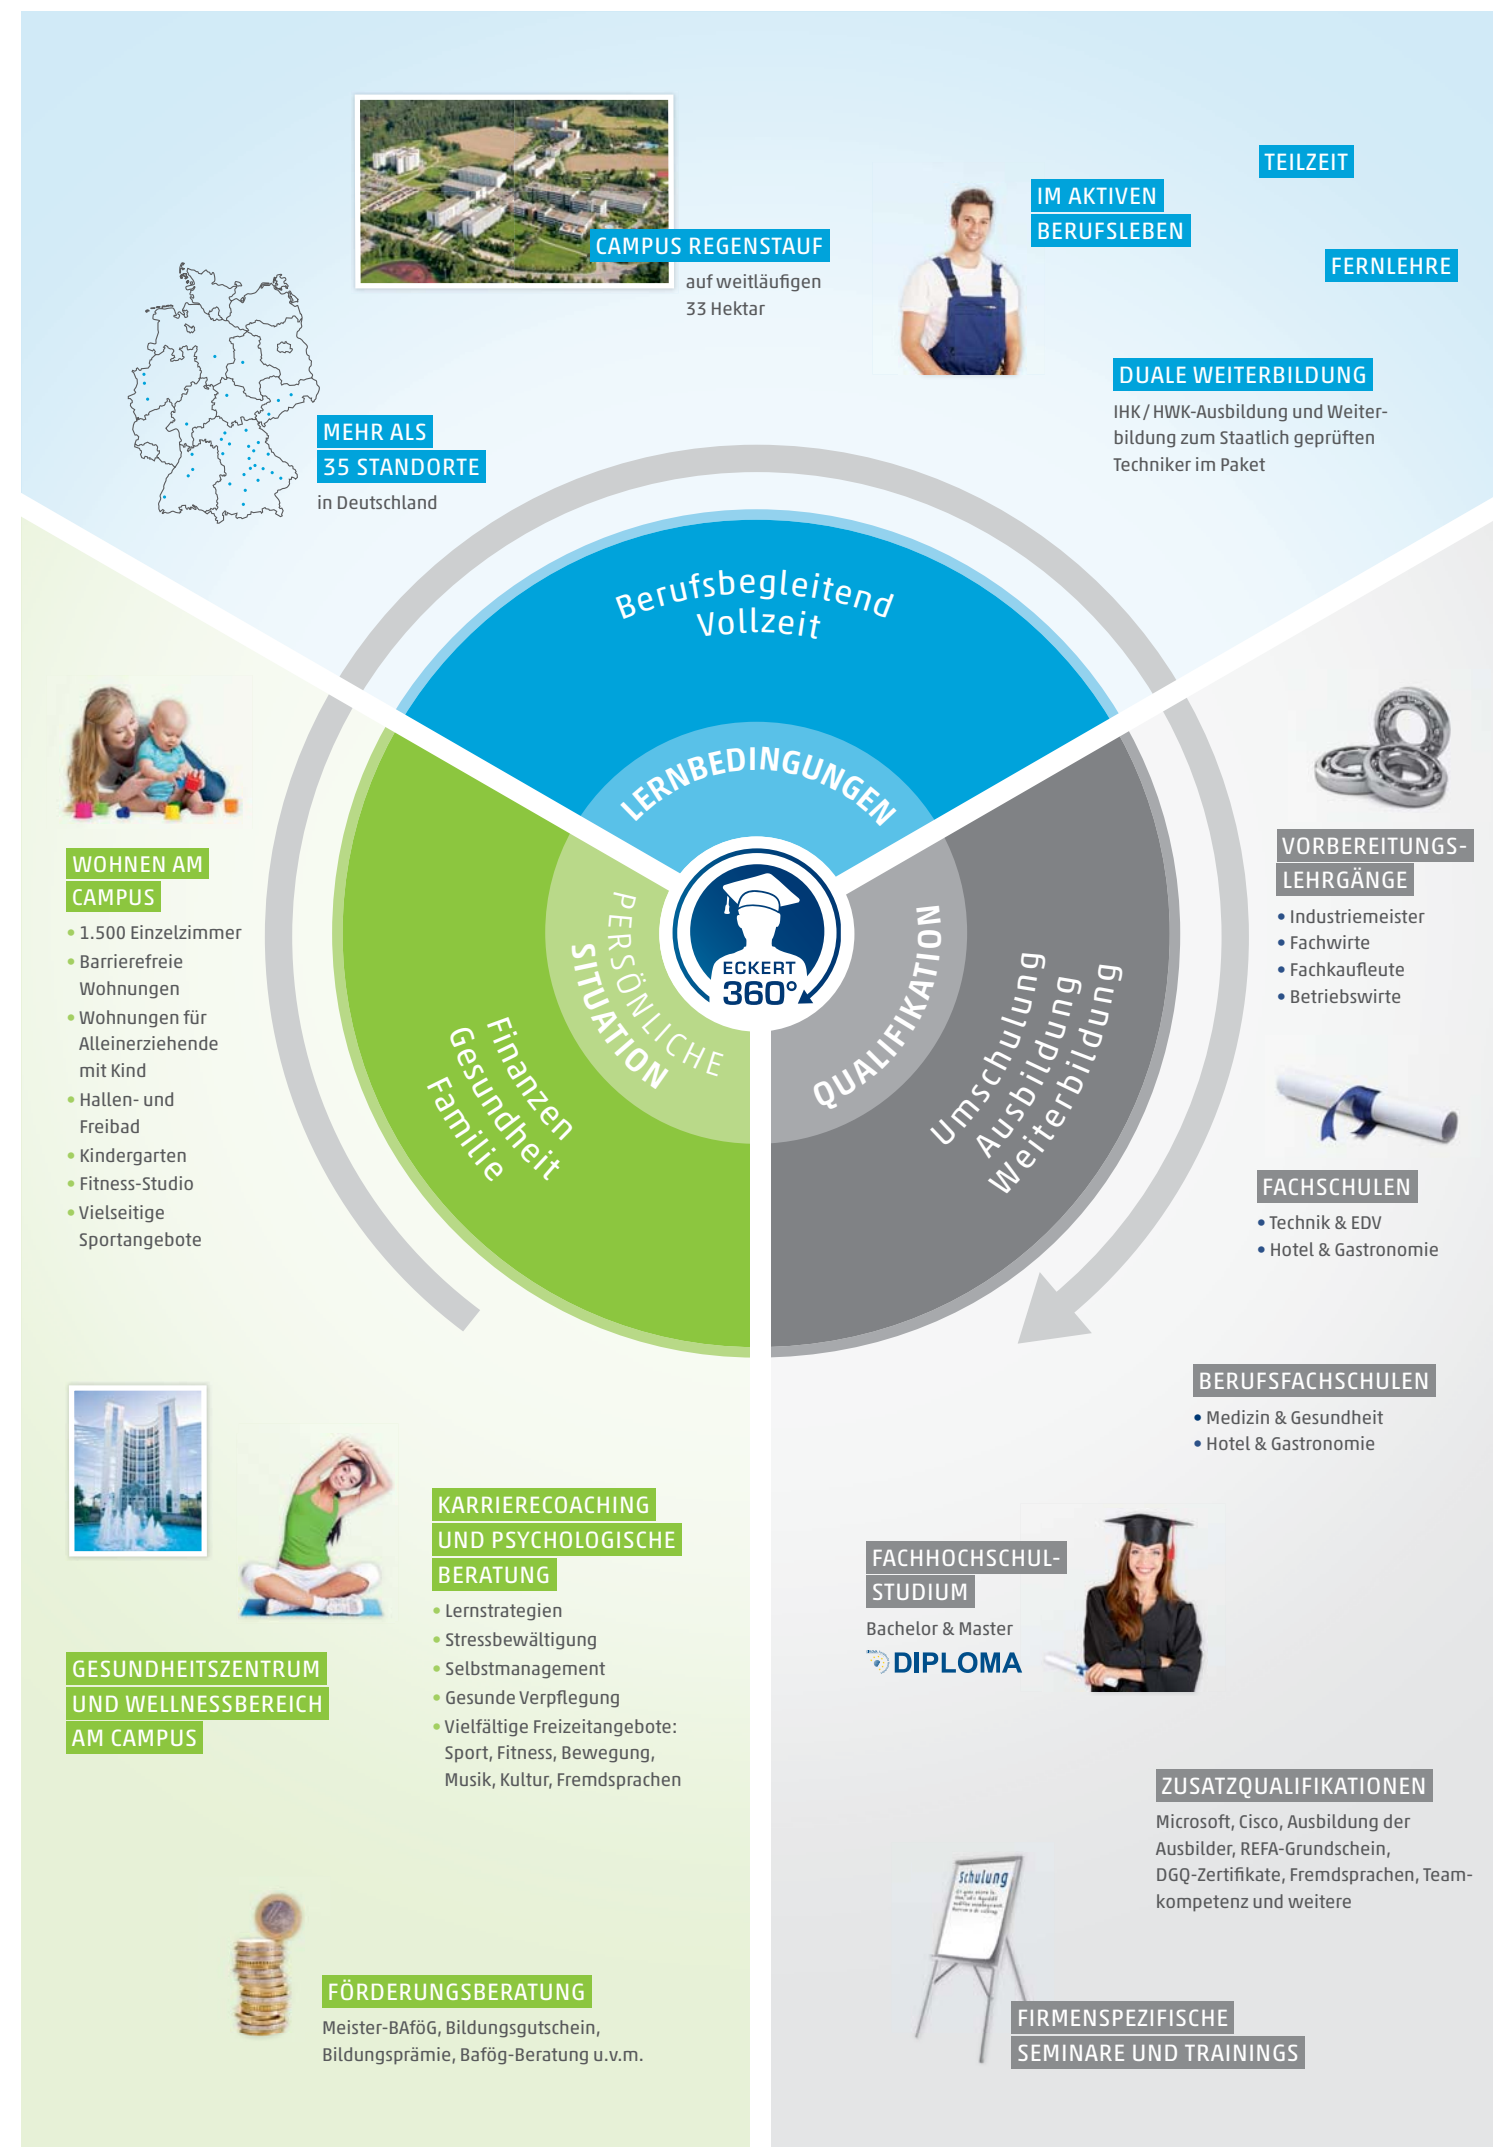 TEILZEIT
IM AKTIVEN
BERUFSLEBEN
CAMPUS REGENSTAUF
auf weitläufigen
33 Hektar
FERNLEHRE
DUALE WEITERBILDUNG
IHK / HWK-Ausbildung und Weiter-
bildung zum Staatlich geprüften
Techniker im Paket
MEHR ALS
35 STANDORTE
in Deutschland
Berufsbegleitend
Vollzeit
LERNBEDINGUNGEN
PERSÖNLICHE
SITUATION
Finanzen
Gesundheit
Familie
ECKERT
360°
QUALIFIKATION
Umschulung
Ausbildung
Weiterbildung
WOHNEN AM
CAMPUS
• 1.500 Einzelzimmer
• Barrierefreie
Wohnungen
• Wohnungen für
Alleinerziehende
mit Kind
• Hallen- und
Freibad
• Kindergarten
• Fitness-Studio
• Vielseitige
Sportangebote
VORBEREITUNGS-
LEHRGÄNGE
• Industriemeister
• Fachwirte
• Fachkaufleute
• Betriebswirte
FACHSCHULEN
• Technik & EDV
• Hotel & Gastronomie
BERUFSFACHSCHULEN
• Medizin & Gesundheit
• Hotel & Gastronomie
KARRIERECOACHING
UND PSYCHOLOGISCHE
BERATUNG
• Lernstrategien
• Stressbewältigung
• Selbstmanagement
• Gesunde Verpflegung
• Vielfältige Freizeitangebote:
Sport, Fitness, Bewegung,
Musik, Kultur, Fremdsprachen
GESUNDHEITSZENTRUM
UND WELLNESSBEREICH
AM CAMPUS
FACHHOCHSCHUL-
STUDIUM
Bachelor & Master
DIPLOMA
ZUSATZQUALIFIKATIONEN
Microsoft, Cisco, Ausbildung der
Ausbilder, REFA-Grundschein,
DGQ-Zertifikate, Fremdsprachen, Team-
kompetenz und weitere
Schulung
FIRMENSPEZIFISCHE
SEMINARE UND TRAININGS
FÖRDERUNGSBERATUNG
Meister-BAföG, Bildungsgutschein,
Bildungsprämie, Bafög-Beratung u.v.m.